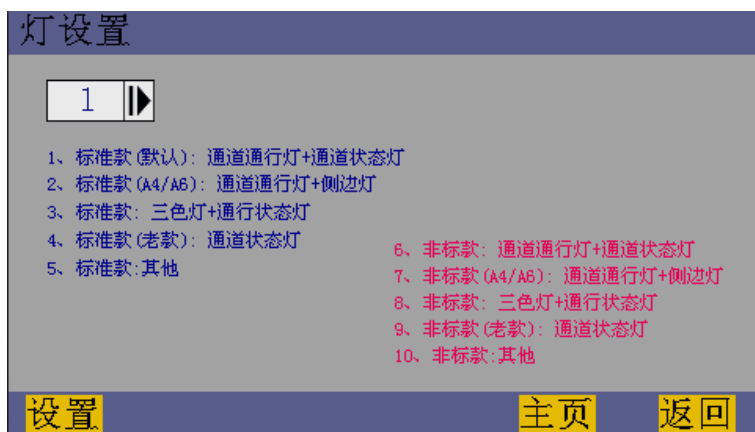 灯设置
1
1、标准款(默认): 通道通行灯+通道状态灯
2、标准款(A4/A6): 通道通行灯+侧边灯
3、标准款: 三色灯+通行状态灯
4、标准款(老款): 通道状态灯
5、标准款:其他
6、非标款: 通道通行灯+通道状态灯
7、非标款(A4/A6): 通道通行灯+侧边灯
8、非标款: 三色灯+通行状态灯
9、非标款(老款): 通道状态灯
10、非标款:其他
设置 主页 返回